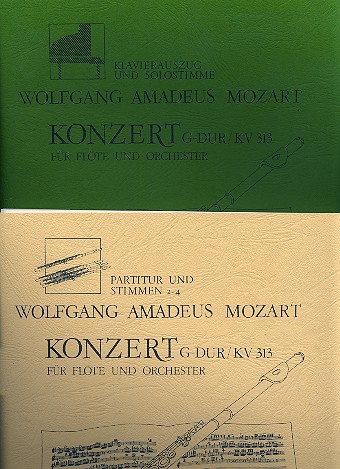 KLAVIERAUSZUG
UND SOLOSTIMME
WOLFGANG AMADEUS MOZART
KONZERT G-DUR/KV 313
FÜR FLÖTE UND ORCHESTER
PARTITUR UND
STIMMEN 2-4
WOLFGANG AMADEUS MOZART
KONZERT G DUR/KV 313
FÜR FLÖTE UND ORCHESTER